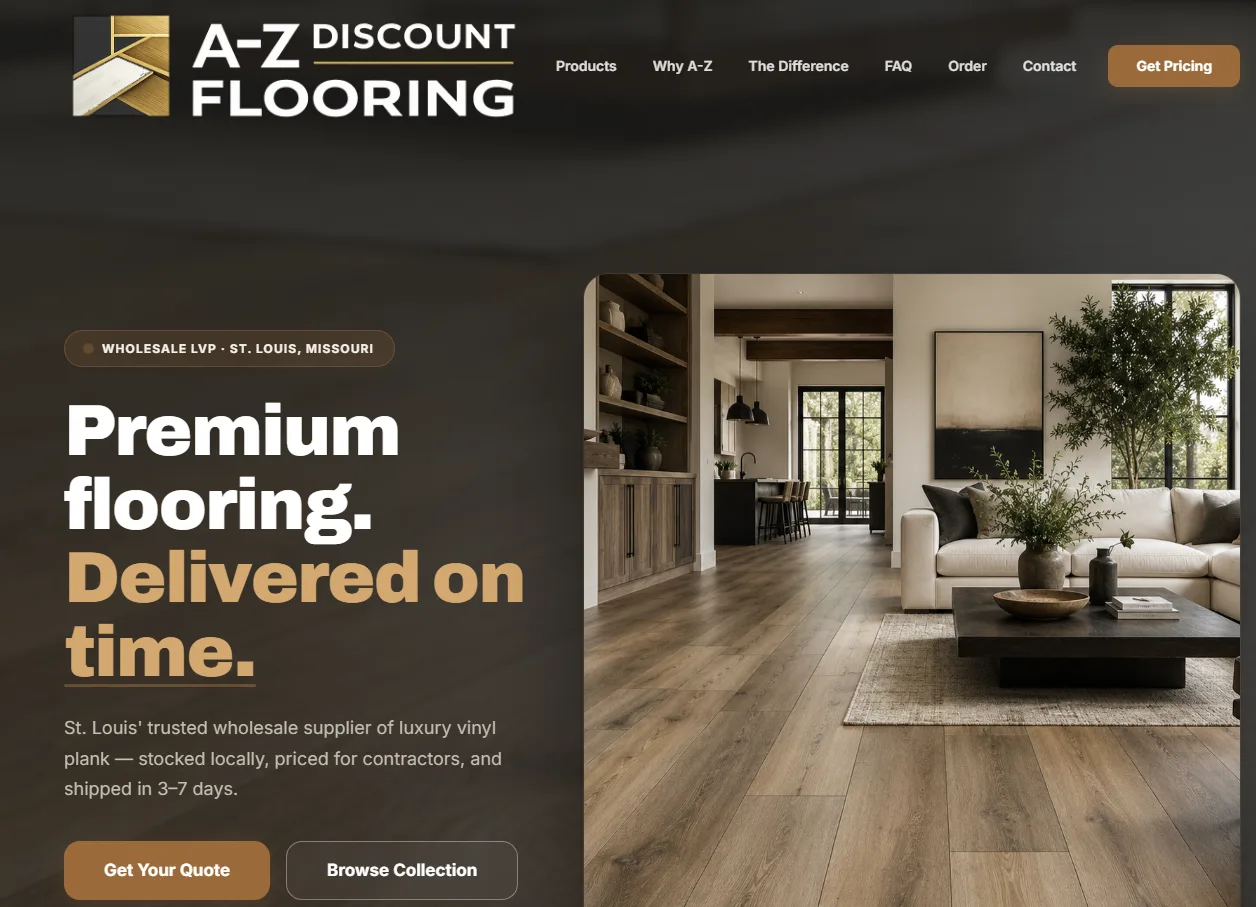 A-Z DISCOUNT
FLOORING
Products
Why A-Z
The Difference
FAQ
Order
Contact
Get Pricing
WHOLESALE LVP · ST. LOUIS, MISSOURI
Premium
flooring.
Delivered on
time.
St. Louis' trusted wholesale supplier of luxury vinyl
plank — stocked locally, priced for contractors, and
shipped in 3–7 days.
Get Your Quote
Browse Collection